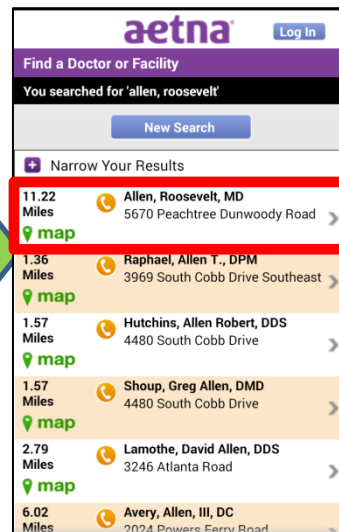 aetna
Log In
Find a Doctor or Facility
You searched for 'allen, roosevelt'
New Search
Narrow Your Results
11.22 Miles
map
Allen, Roosevelt, MD
5670 Peachtree Dunwoody Road
1.36 Miles
map
Raphael, Allen T., DPM
3969 South Cobb Drive Southeast
1.57 Miles
map
Hutchins, Allen Robert, DDS
4480 South Cobb Drive
1.57 Miles
map
Shoup, Greg Allen, DMD
4480 South Cobb Drive
2.79 Miles
map
Lamothe, David Allen, DDS
3246 Atlanta Road
6.02 Miles
Avery, Allen, III, DC
2024 Powers Ferry Road